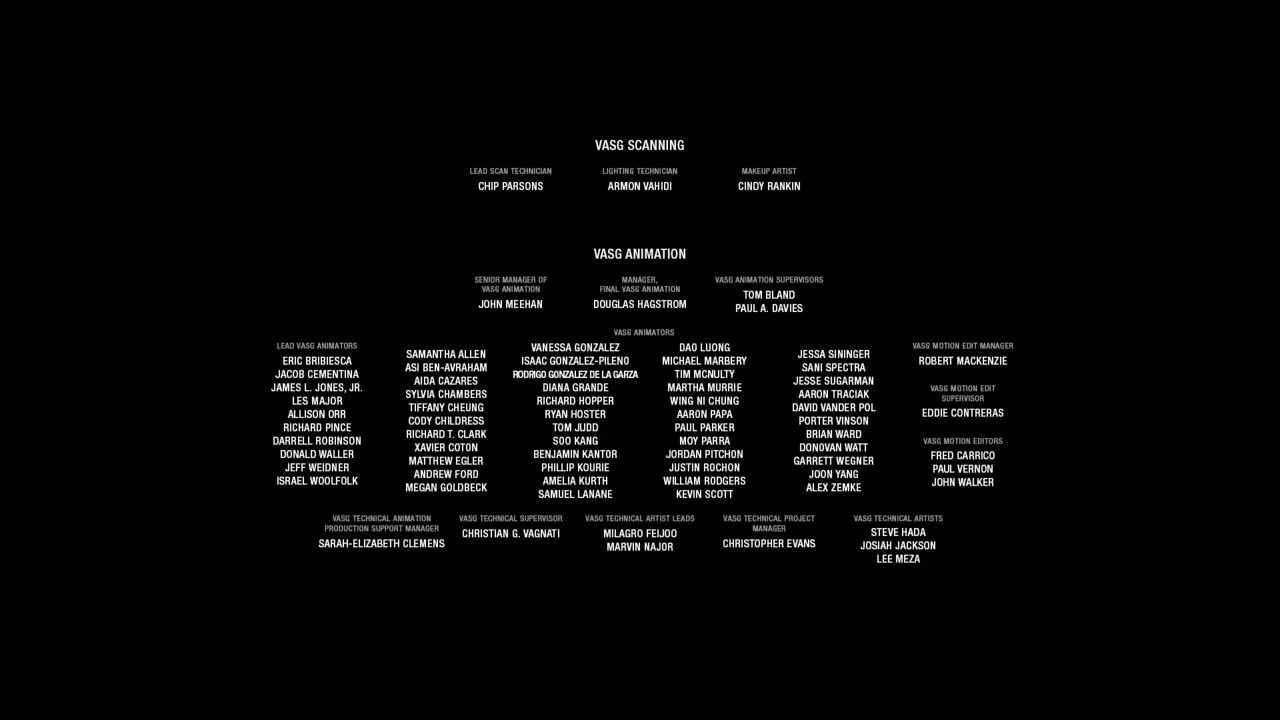 VASG SCANNING
LEAD SCAN TECHNICIAN
CHIP PARSONS
LIGHTING TECHNICIAN
ARMON VAHIDI
MAKEUP ARTIST
CINDY RANKIN
VASG ANIMATION
SENIOR MANAGER OF
VASG ANIMATION
JOHN MEEHAN
MANAGER,
FINAL VASG ANIMATION
DOUGLAS HAGSTROM
VASG ANIMATION SUPERVISORS
TOM BLAND
PAUL A. DAVIES
LEAD VASG ANIMATORS
ERIC BRIBIESCA
JACOB CEMENTINA
JAMES L. JONES, JR.
LES MAJOR
ALLISON ORR
RICHARD PINCE
DARRELL ROBINSON
DONALD WALLER
JEFF WEIDNER
ISRAEL WOOLFOLK
VASG ANIMATORS
SAMANTHA ALLEN
ASI BEN-AVRAHAM
AIDA CAZARES
SYLVIA CHAMBERS
TIFFANY CHEUNG
CODY CHILDRESS
RICHARD T. CLARK
XAVIER COTON
MATTHEW EGLER
ANDREW FORD
MEGAN GOLDBECK
VANESSA GONZALEZ
ISAAC GONZALEZ-PILENO
RODRIGO GONZALEZ DE LA GARZA
DIANA GRANDE
RICHARD HOPPER
RYAN HOSTER
TOM JUDD
SOO KANG
BENJAMIN KANTOR
PHILLIP KOURIE
AMELIA KURTH
SAMUEL LANANE
DAO LUONG
MICHAEL MARBERY
TIM MCNULTY
MARTHA MURRIE
WING NI CHUNG
AARON PAPA
PAUL PARKER
MOY PARRA
JORDAN PITCHON
JUSTIN ROCHON
WILLIAM RODGERS
KEVIN SCOTT
JESSA SININGER
SANI SPECTRA
JESSE SUGARMAN
AARON TRACIAK
DAVID VANDER POL
PORTER VINSON
BRIAN WARD
DONOVAN WATT
GARRETT WEGNER
JOON YANG
ALEX ZEMKE
VASG MOTION EDIT MANAGER
ROBERT MACKENZIE
VASG MOTION EDIT
SUPERVISOR
EDDIE CONTRERAS
VASG MOTION EDITORS
FRED CARRICO
PAUL VERNON
JOHN WALKER
VASG TECHNICAL ANIMATION
PRODUCTION SUPPORT MANAGER
SARAH-ELIZABETH CLEMENS
VASG TECHNICAL SUPERVISOR
CHRISTIAN G. VAGNATI
VASG TECHNICAL ARTIST LEADS
MILAGRO FEIJOO
MARVIN NAJOR
VASG TECHNICAL PROJECT
MANAGER
CHRISTOPHER EVANS
VASG TECHNICAL ARTISTS
STEVE HADA
JOSIAH JACKSON
LEE MEZA